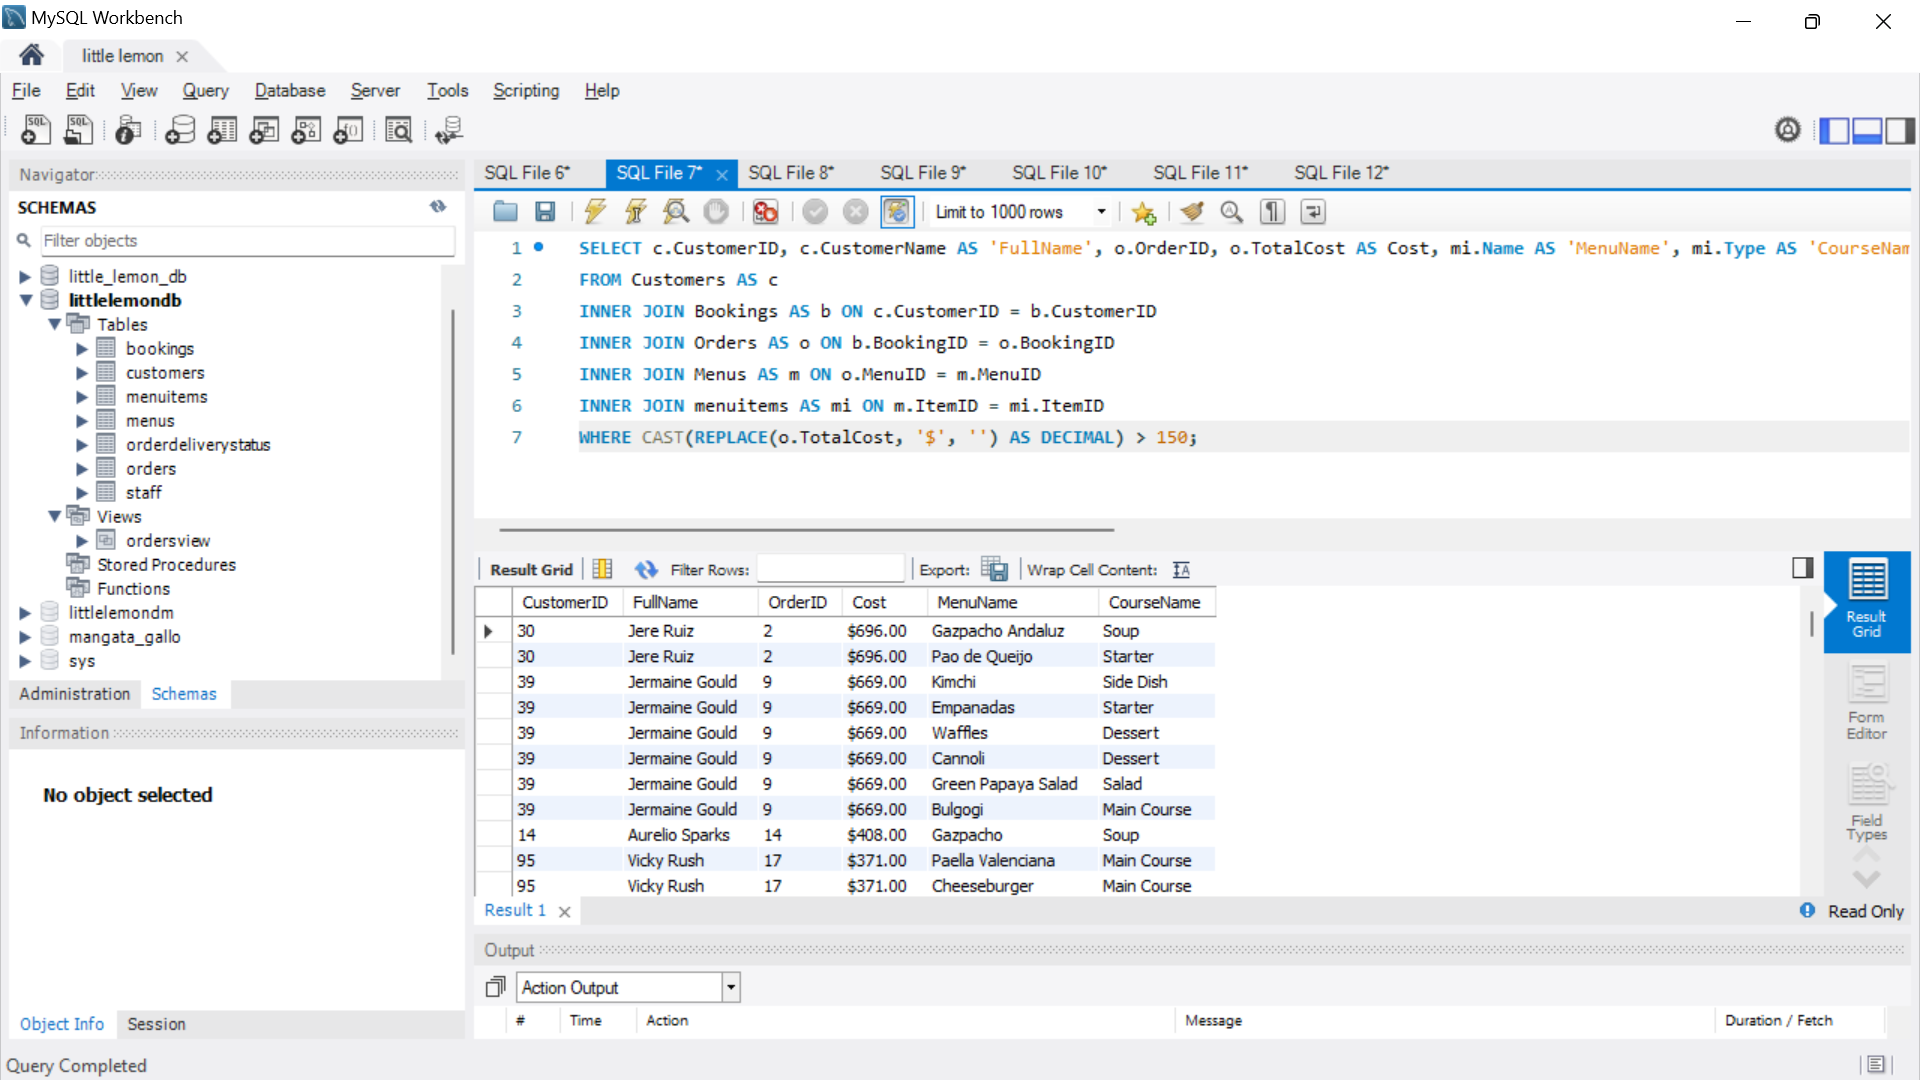 MySQL Workbench
little lemon
File Edit View Query Database Server Tools Scripting Help
Navigator
SCHEMAS
Filter objects
little_lemon_db
littlelemondb
Tables
bookings
customers
menuitems
menus
orderdeliverystatus
orders
staff
Views
ordersview
Stored Procedures
Functions
littlelemondm
mangata_gallo
sys
Administration Schemas
Information
No object selected
Object Info Session
SQL File 6* SQL File 7* SQL File 8* SQL File 9* SQL File 10* SQL File 11* SQL File 12*
Limit to 1000 rows
1 SELECT c.CustomerID, c.CustomerName AS 'FullName', o.OrderID, o.TotalCost AS Cost, mi.Name AS 'MenuName', mi.Type AS 'CourseNam
2 FROM Customers AS c
3 INNER JOIN Bookings AS b ON c.CustomerID = b.CustomerID
4 INNER JOIN Orders AS o ON b.BookingID = o.BookingID
5 INNER JOIN Menus AS m ON o.MenuID = m.MenuID
6 INNER JOIN menuitems AS mi ON m.ItemID = mi.ItemID
7 WHERE CAST(REPLACE(o.TotalCost, '$', '') AS DECIMAL) > 150;
Result Grid Filter Rows: Export: Wrap Cell Content:
CustomerID FullName OrderID Cost MenuName CourseName
30 Jere Ruiz 2 $696.00 Gazpacho Andaluz Soup
30 Jere Ruiz 2 $696.00 Pao de Queijo Starter
39 Jermaine Gould 9 $669.00 Kimchi Side Dish
39 Jermaine Gould 9 $669.00 Empanadas Starter
39 Jermaine Gould 9 $669.00 Waffles Dessert
39 Jermaine Gould 9 $669.00 Cannoli Dessert
39 Jermaine Gould 9 $669.00 Green Papaya Salad Salad
39 Jermaine Gould 9 $669.00 Bulgogi Main Course
14 Aurelio Sparks 14 $408.00 Gazpacho Soup
95 Vicky Rush 17 $371.00 Paella Valenciana Main Course
95 Vicky Rush 17 $371.00 Cheeseburger Main Course
Result Grid
Form Editor
Field Types
Result 1
Read Only
Output
Action Output
# Time Action Message Duration / Fetch
Query Completed